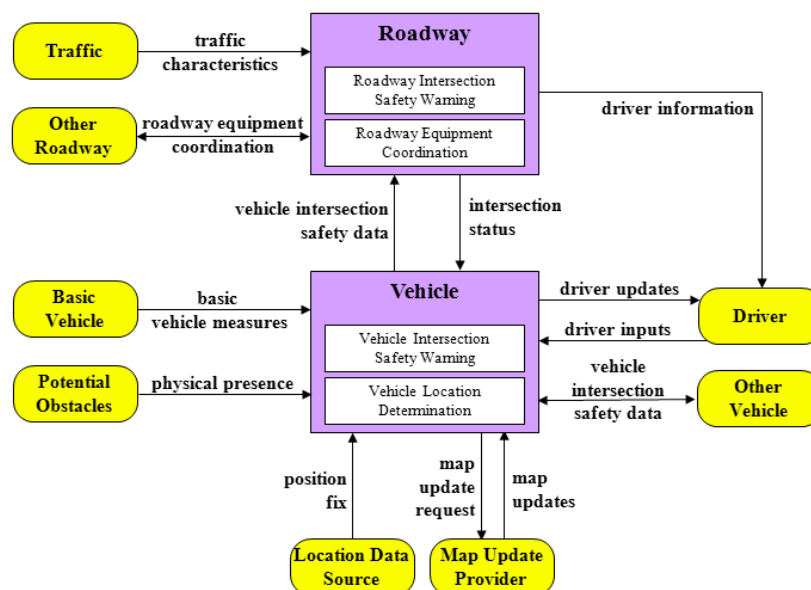 Roadway
Traffic
traffic
characteristics
Roadway Intersection
Safety Warning
driver information
Other
Roadway
roadway equipment
coordination
Roadway Equipment
Coordination
vehicle intersection
safety data
intersection
status
Basic
Vehicle
basic
vehicle measures
Vehicle
driver updates
Driver
driver inputs
Vehicle Intersection
Safety Warning
Potential
Obstacles
physical presence
Vehicle Location
Determination
vehicle
intersection
safety data
Other
Vehicle
position
fix
map
update
request
map
updates
Location Data
Source
Map Update
Provider